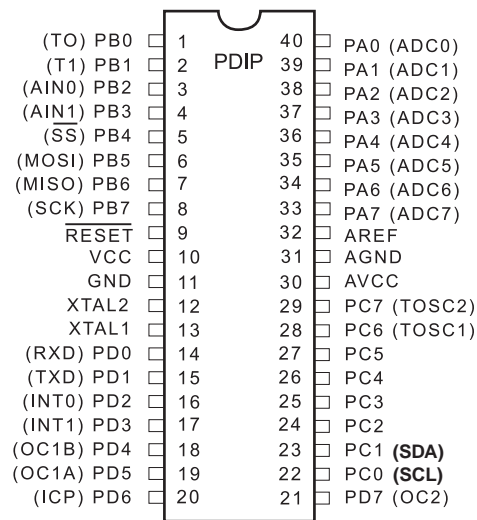 (TO) PB0 1 40 PA0 (ADC0)
(T1) PB1 2 PDIP 39 PA1 (ADC1)
(AIN0) PB2 3 38 PA2 (ADC2)
(AIN1) PB3 4 37 PA3 (ADC3)
(SS) PB4 5 36 PA4 (ADC4)
(MOSI) PB5 6 35 PA5 (ADC5)
(MISO) PB6 7 34 PA6 (ADC6)
(SCK) PB7 8 33 PA7 (ADC7)
RESET 9 32 AREF
VCC 10 31 AGND
GND 11 30 AVCC
XTAL2 12 29 PC7 (TOSC2)
XTAL1 13 28 PC6 (TOSC1)
(RXD) PD0 14 27 PC5
(TXD) PD1 15 26 PC4
(INT0) PD2 16 25 PC3
(INT1) PD3 17 24 PC2
(OC1B) PD4 18 23 PC1 (SDA)
(OC1A) PD5 19 22 PC0 (SCL)
(ICP) PD6 20 21 PD7 (OC2)